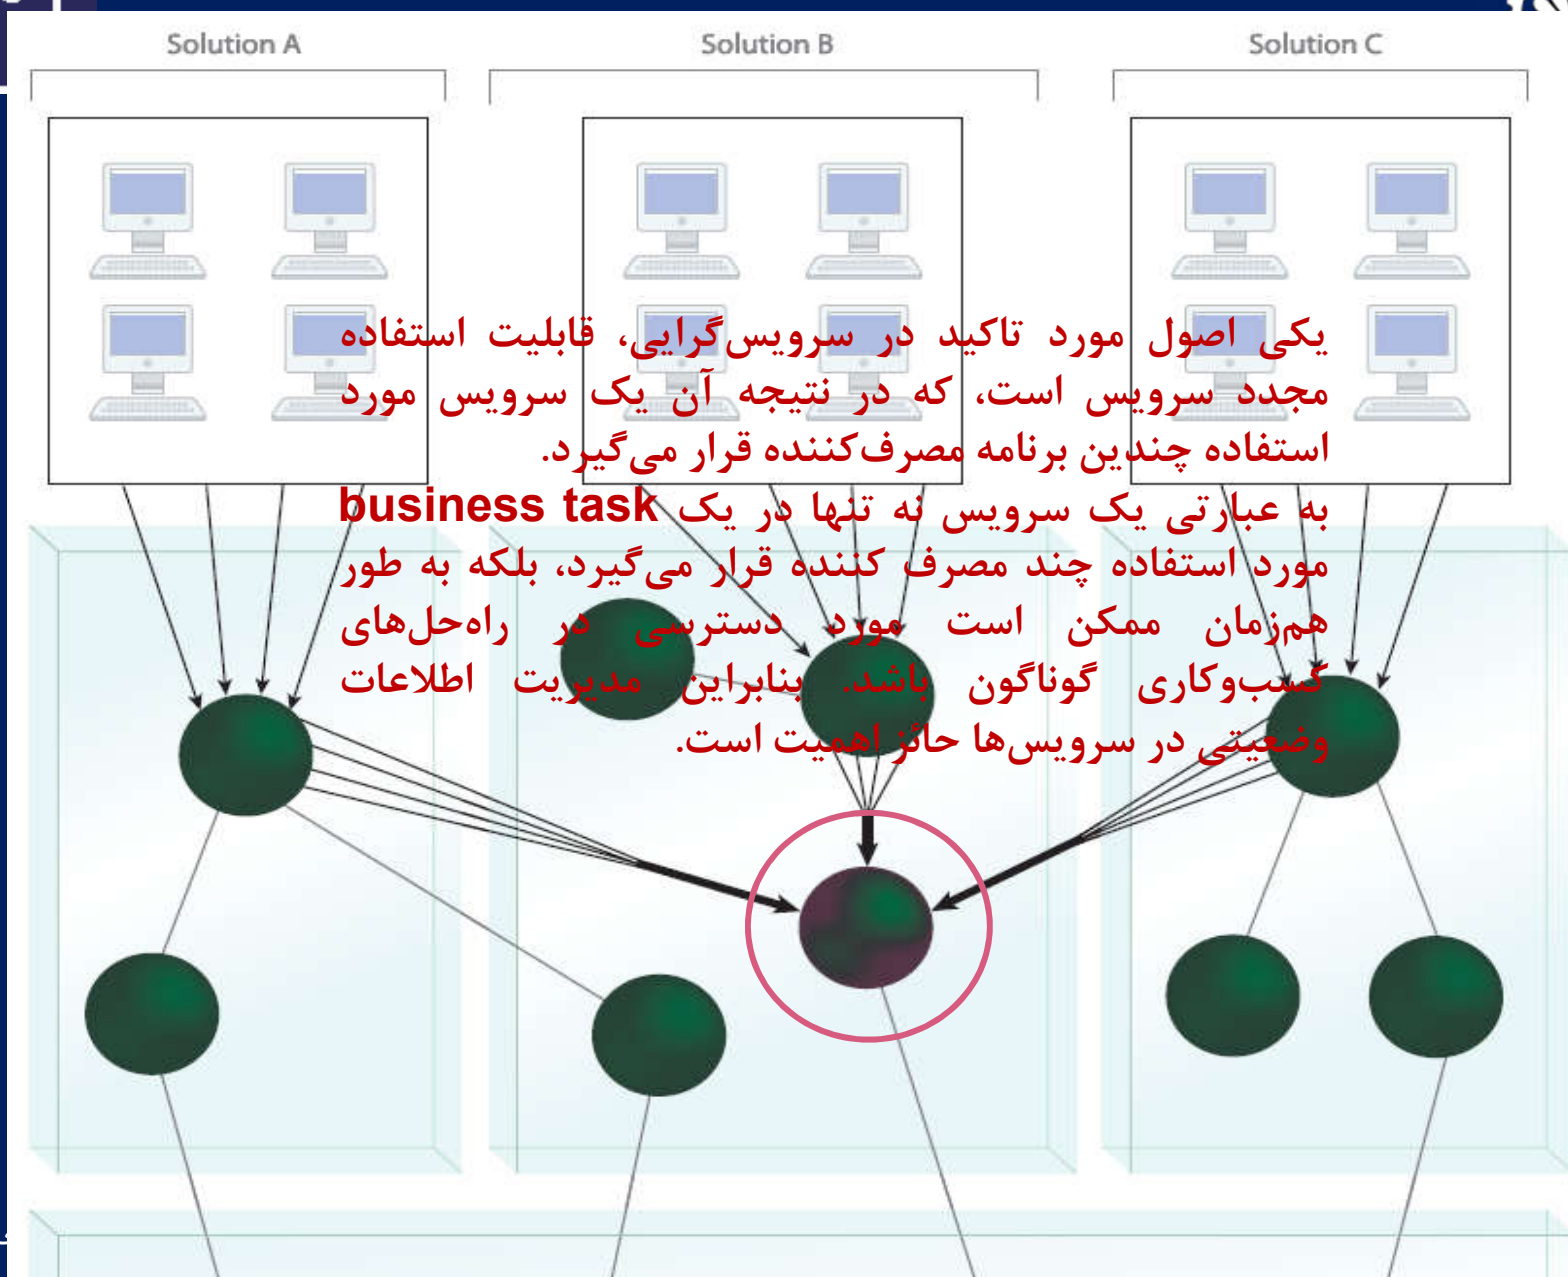 Solution A
Solution B
Solution C
یکی اصول مورد تاکید در سرویس‌گرایی، قابلیت استفاده
مجدد سرویس است، که در نتیجه آن یک سرویس مورد
استفاده چندین برنامه مصرف‌کننده قرار می‌گیرد.
به عبارتی یک سرویس نه تنها در یک business task
مورد استفاده چند مصرف کننده قرار می‌گیرد، بلکه به طور
هم‌زمان ممکن است مورد دسترسی در راه‌حل‌های
کسب‌وکاری گوناگون باشد. بنابراین مدیریت اطلاعات
وضعیتی در سرویس‌ها حائز اهمیت است.